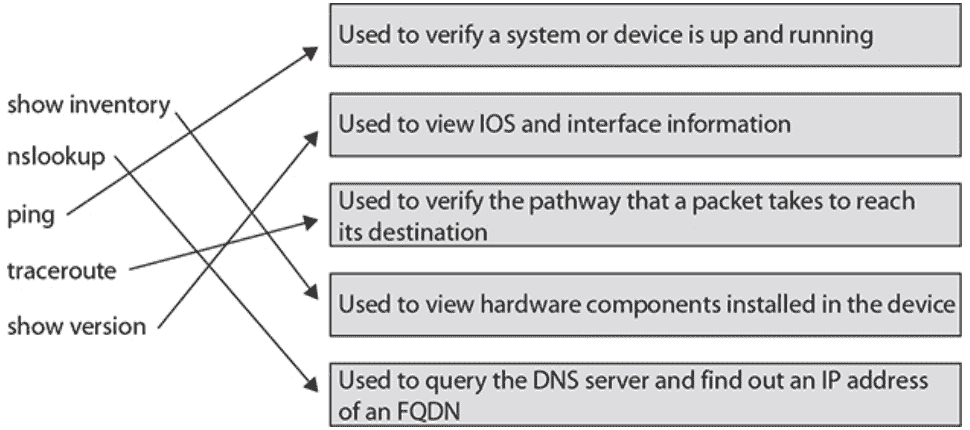 show inventory
nslookup
ping
traceroute
show version
Used to verify a system or device is up and running
Used to view IOS and interface information
Used to verify the pathway that a packet takes to reach
its destination
Used to view hardware components installed in the device
Used to query the DNS server and find out an IP address
of an FQDN